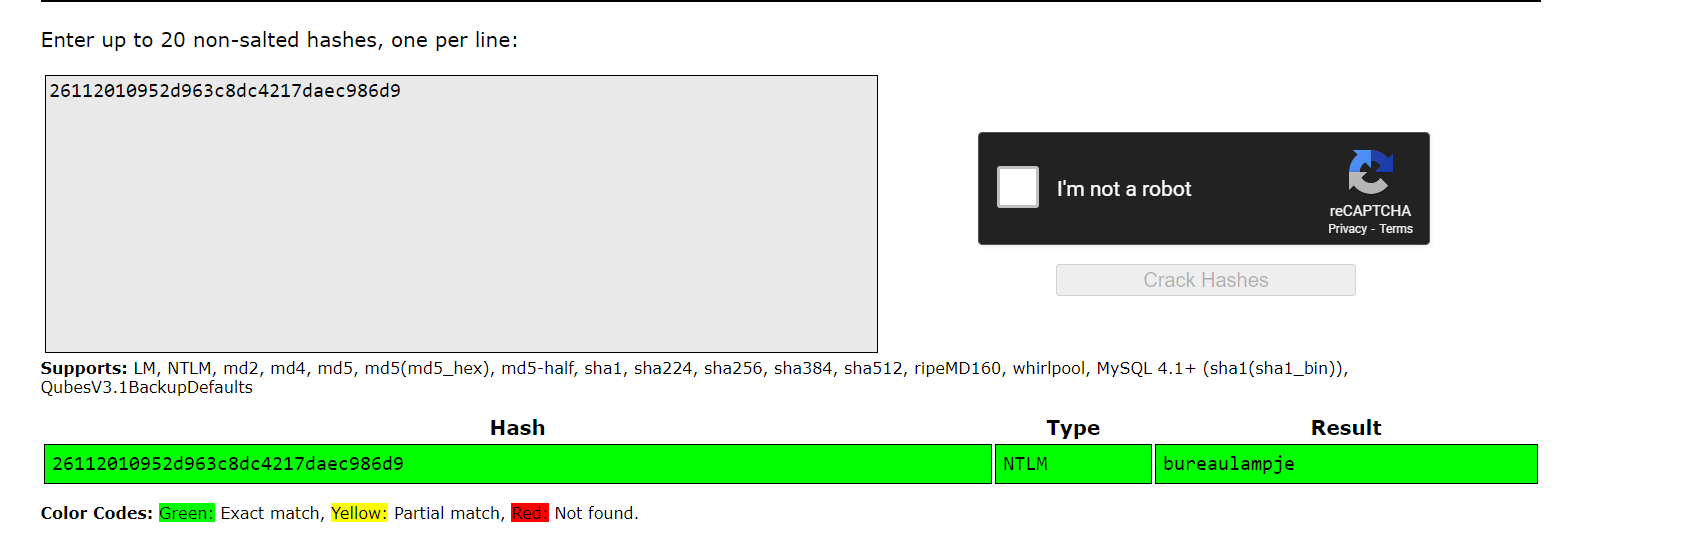 Enter up to 20 non-salted hashes, one per line:
26112010952d963c8dc4217daec986d9
I'm not a robot
reCAPTCHA
Privacy - Terms
Crack Hashes
Supports: LM, NTLM, md2, md4, md5, md5(md5_hex), md5-half, sha1, sha224, sha256, sha384, sha512, ripeMD160, whirlpool, MySQL 4.1+ (sha1(sha1_bin)),
QubesV3.1BackupDefaults
Hash Type Result
26112010952d963c8dc4217daec986d9 NTLM bureaulampje
Color Codes: Green: Exact match, Yellow: Partial match, Red: Not found.